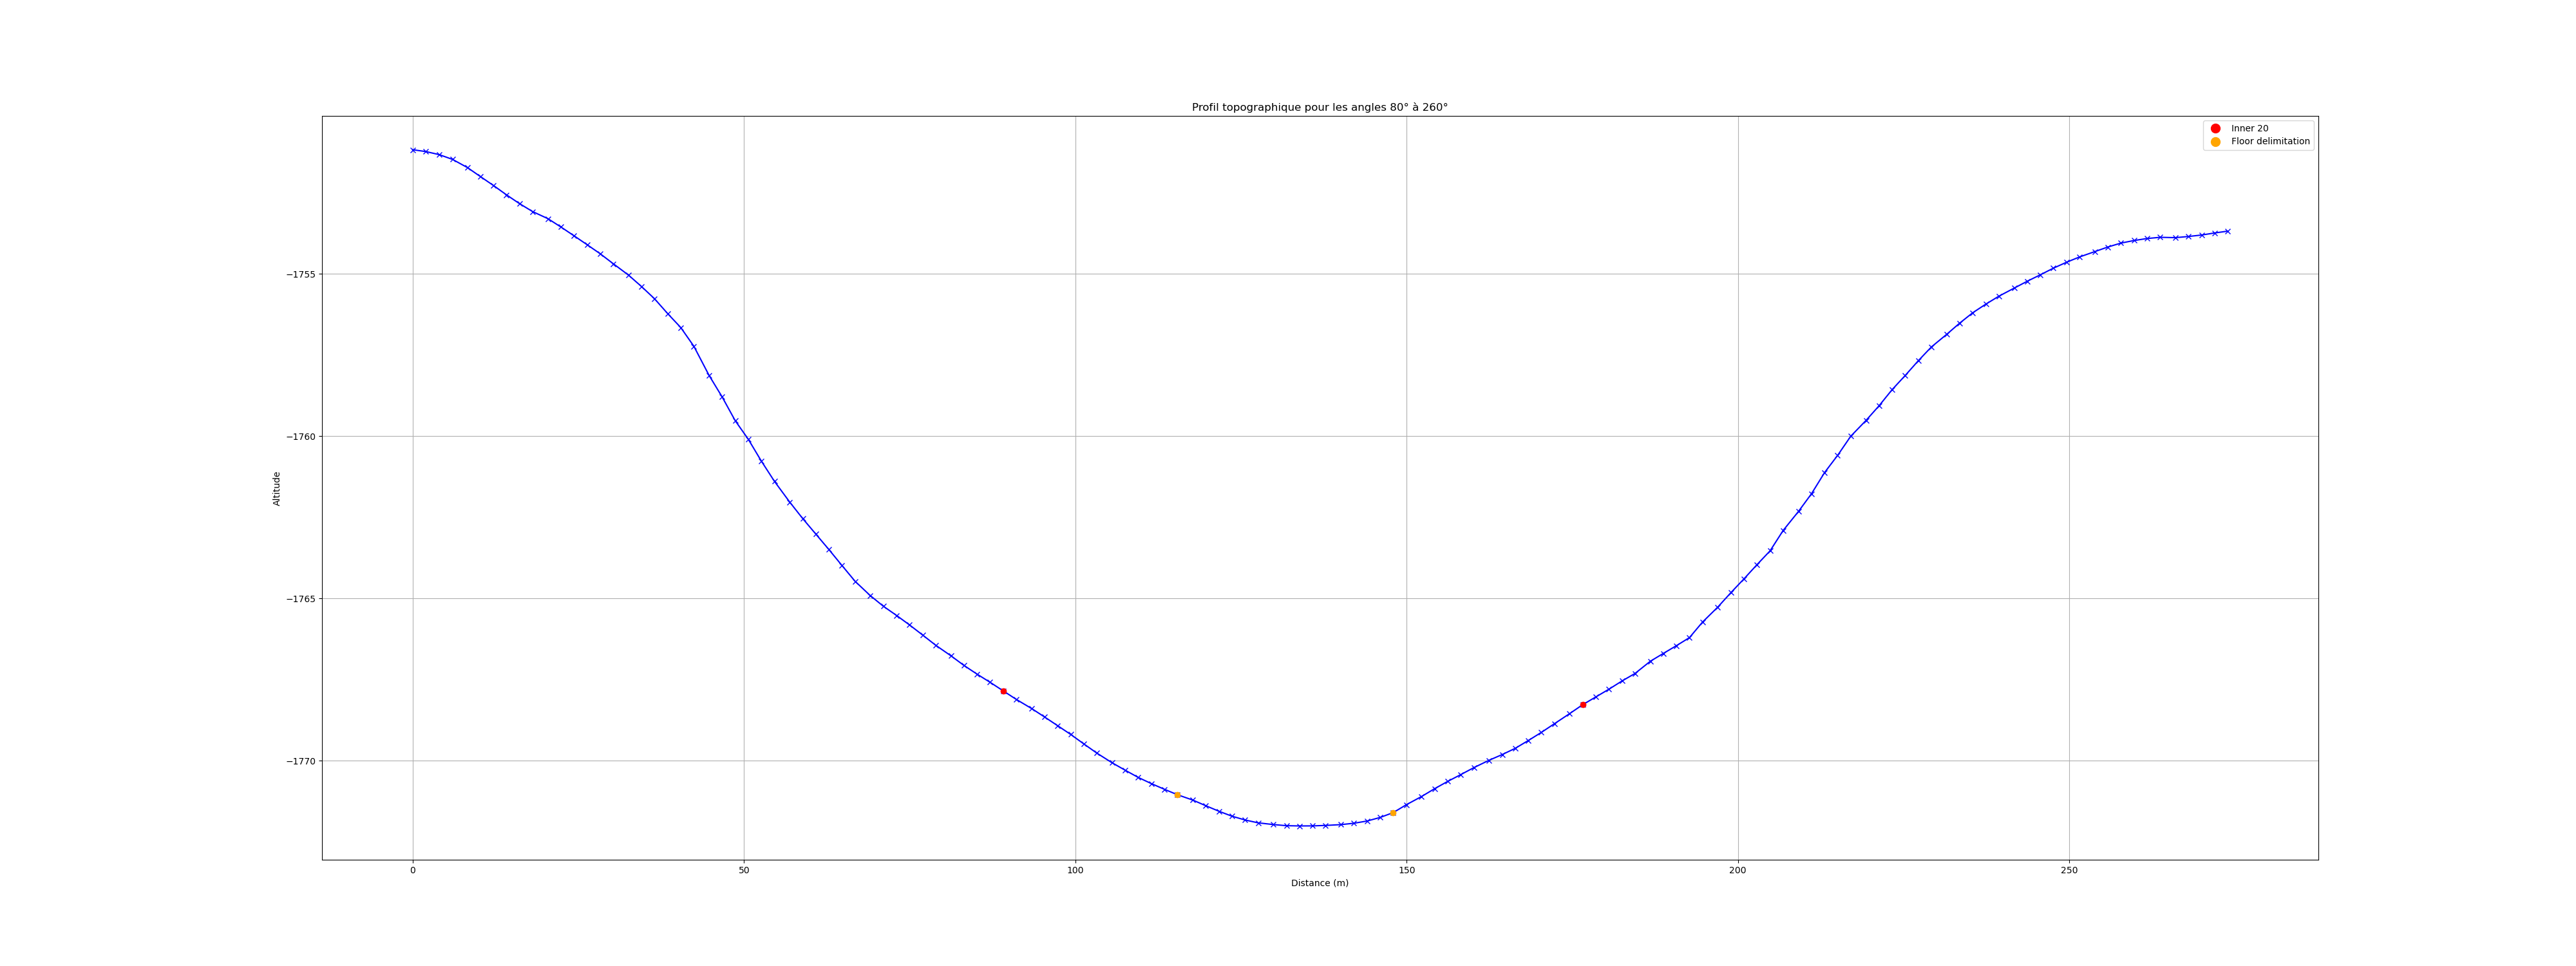 Profil topographique pour les angles 80° à 260°
Inner 20
Floor delimitation
Altitude
−1755
−1760
−1765
−1770
0 50 100 150 200 250
Distance (m)